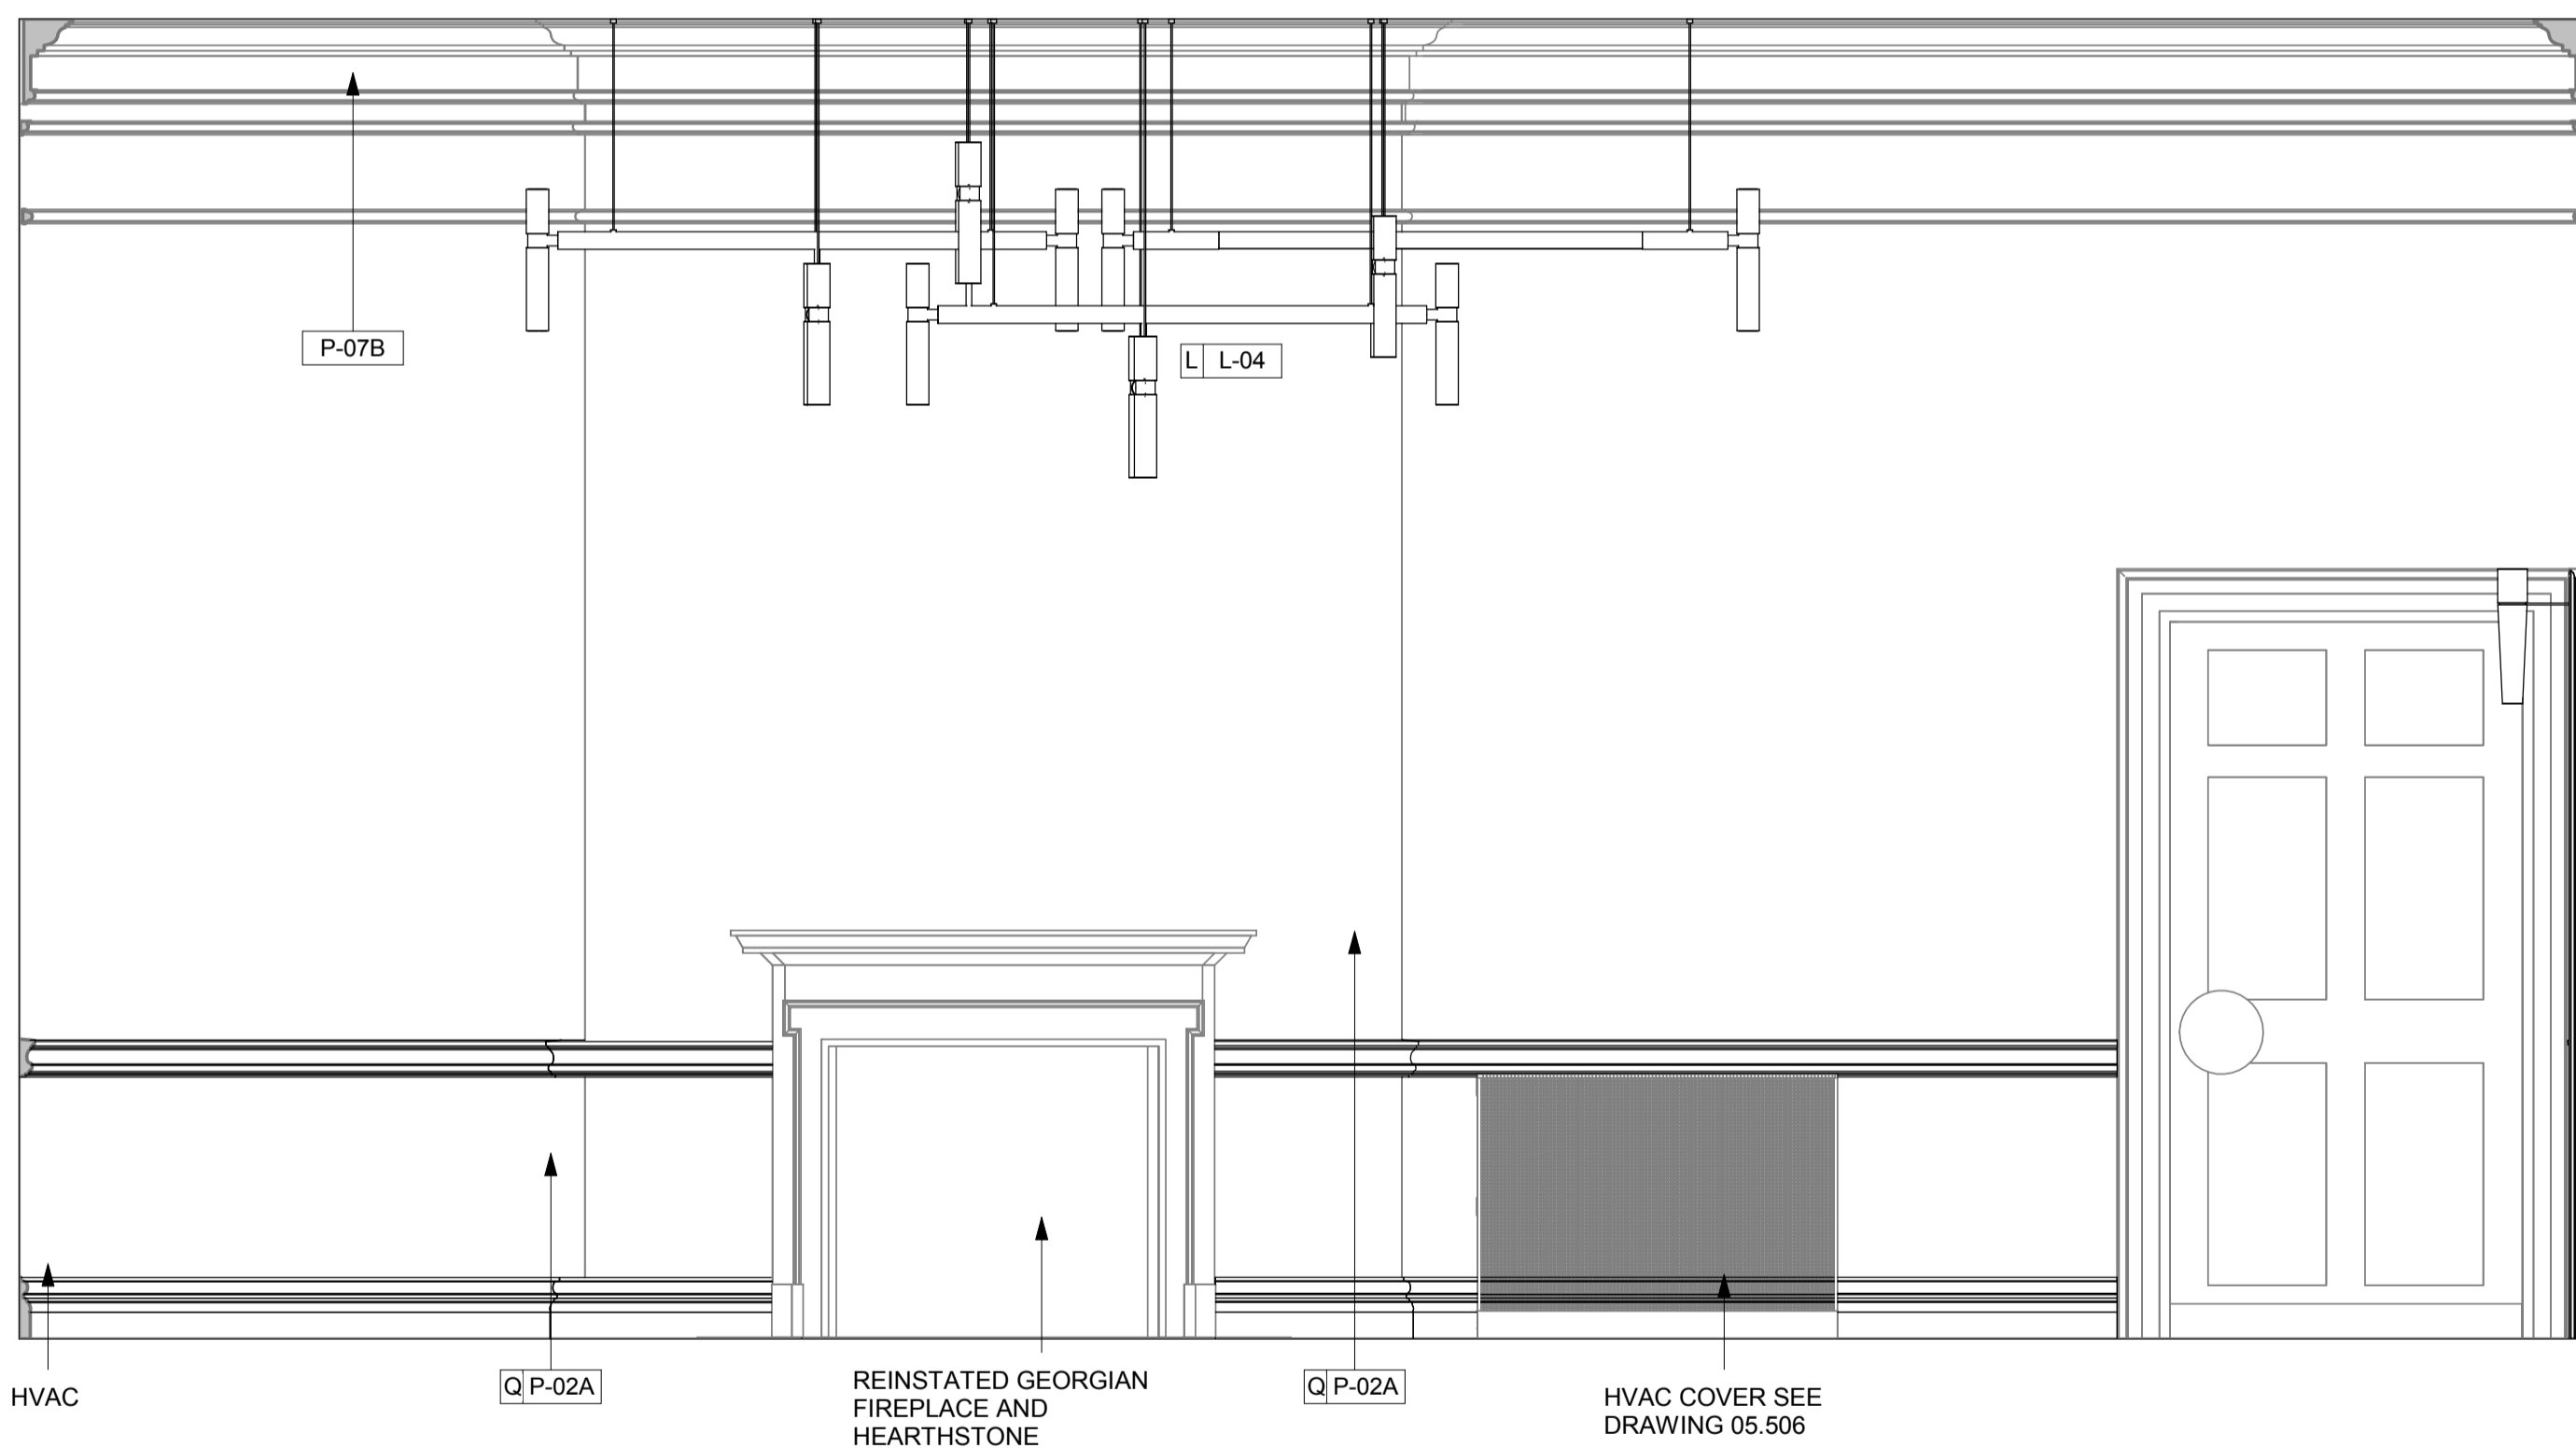 P-07B
L L-04
HVAC
Q P-02A
REINSTATED GEORGIAN
FIREPLACE AND
HEARTHSTONE
Q P-02A
HVAC COVER SEE
DRAWING 05.506